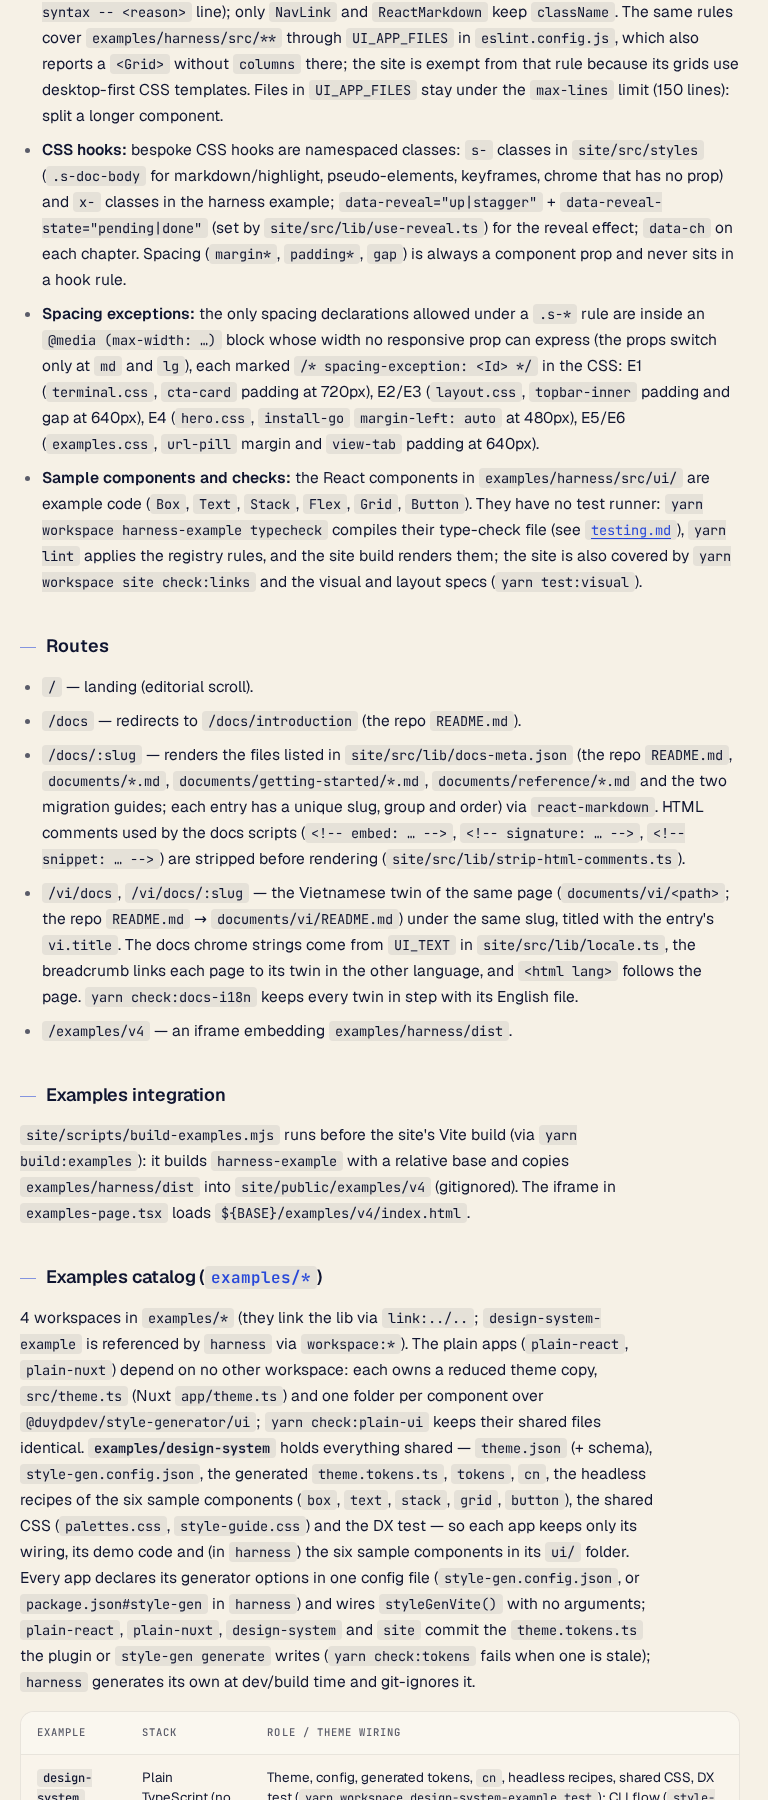 syntax -- <reason> line); only NavLink and ReactMarkdown keep className. The same rules
cover examples/harness/src/** through UI_APP_FILES in eslint.config.js, which also
reports a <Grid> without columns there; the site is exempt from that rule because its grids use
desktop-first CSS templates. Files in UI_APP_FILES stay under the max-lines limit (150 lines):
split a longer component.
CSS hooks: bespoke CSS hooks are namespaced classes: s- classes in site/src/styles
(.s-doc-body for markdown/highlight, pseudo-elements, keyframes, chrome that has no prop)
and x- classes in the harness example; data-reveal="up|stagger" + data-reveal-
state="pending|done" (set by site/src/lib/use-reveal.ts) for the reveal effect; data-ch on
each chapter. Spacing (margin*, padding*, gap) is always a component prop and never sits in
a hook rule.
Spacing exceptions: the only spacing declarations allowed under a .s-* rule are inside an
@media (max-width: …) block whose width no responsive prop can express (the props switch
only at md and lg), each marked /* spacing-exception: <Id> */ in the CSS: E1
(terminal.css, cta-card padding at 720px), E2/E3 (layout.css, topbar-inner padding and
gap at 640px), E4 (hero.css, install-go margin-left: auto at 480px), E5/E6
(examples.css, url-pill margin and view-tab padding at 640px).
Sample components and checks: the React components in examples/harness/src/ui/ are
example code (Box, Text, Stack, Flex, Grid, Button). They have no test runner: yarn
workspace harness-example typecheck compiles their type-check file (see testing.md), yarn
lint applies the registry rules, and the site build renders them; the site is also covered by yarn
workspace site check:links and the visual and layout specs (yarn test:visual).
— Routes
/ — landing (editorial scroll).
/docs — redirects to /docs/introduction (the repo README.md).
/docs/:slug — renders the files listed in site/src/lib/docs-meta.json (the repo README.md,
documents/*.md, documents/getting-started/*.md, documents/reference/*.md and the two
migration guides; each entry has a unique slug, group and order) via react-markdown. HTML
comments used by the docs scripts (<!-- embed: … -->, <!-- signature: … -->, <!--
snippet: … -->) are stripped before rendering (site/src/lib/strip-html-comments.ts).
/vi/docs, /vi/docs/:slug — the Vietnamese twin of the same page (documents/vi/<path>;
the repo README.md → documents/vi/README.md) under the same slug, titled with the entry's
vi.title. The docs chrome strings come from UI_TEXT in site/src/lib/locale.ts, the
breadcrumb links each page to its twin in the other language, and <html lang> follows the
page. yarn check:docs-i18n keeps every twin in step with its English file.
/examples/v4 — an iframe embedding examples/harness/dist.
— Examples integration
site/scripts/build-examples.mjs runs before the site's Vite build (via yarn
build:examples): it builds harness-example with a relative base and copies
examples/harness/dist into site/public/examples/v4 (gitignored). The iframe in
examples-page.tsx loads ${BASE}/examples/v4/index.html.
— Examples catalog (examples/*)
4 workspaces in examples/* (they link the lib via link:../..; design-system-
example is referenced by harness via workspace:*). The plain apps (plain-react,
plain-nuxt) depend on no other workspace: each owns a reduced theme copy,
src/theme.ts (Nuxt app/theme.ts) and one folder per component over
@duydpdev/style-generator/ui; yarn check:plain-ui keeps their shared files
identical. examples/design-system holds everything shared — theme.json (+ schema),
style-gen.config.json, the generated theme.tokens.ts, tokens, cn, the headless
recipes of the six sample components (box, text, stack, grid, button), the shared
CSS (palettes.css, style-guide.css) and the DX test — so each app keeps only its
wiring, its demo code and (in harness) the six sample components in its ui/ folder.
Every app declares its generator options in one config file (style-gen.config.json, or
package.json#style-gen in harness) and wires styleGenVite() with no arguments;
plain-react, plain-nuxt, design-system and site commit the theme.tokens.ts
the plugin or style-gen generate writes (yarn check:tokens fails when one is stale);
harness generates its own at dev/build time and git-ignores it.
EXAMPLE STACK ROLE / THEME WIRING
design- Plain Theme, config, generated tokens, cn, headless recipes, shared CSS, DX
system TypeScript (no test (yarn workspace design-system-example test); CLI flow (style-